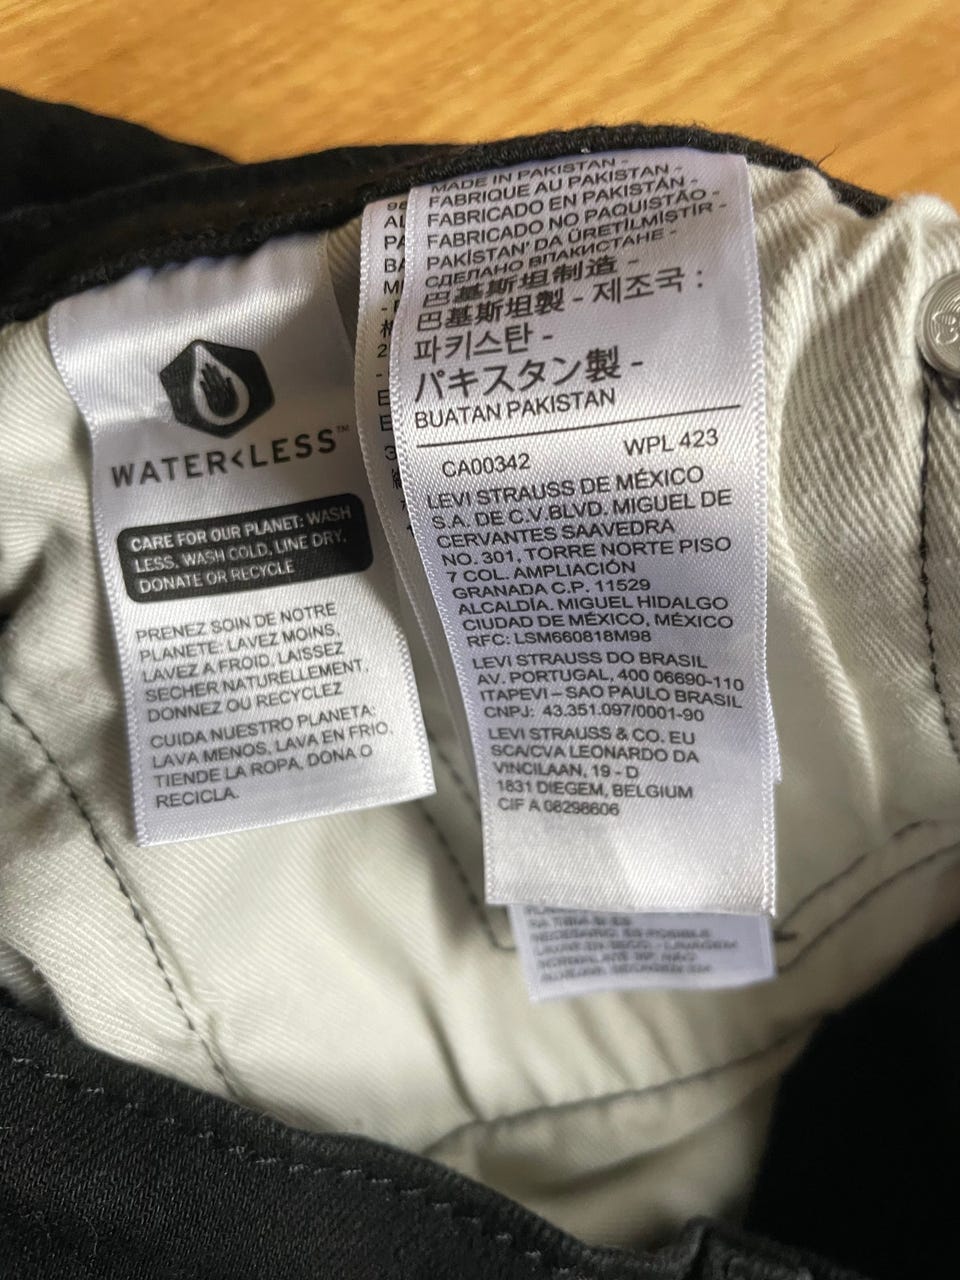 WATER<LESS™
CARE FOR OUR PLANET: WASH
LESS, WASH COLD, LINE DRY,
DONATE OR RECYCLE
PRENEZ SOIN DE NOTRE
PLANETE: LAVEZ MOINS,
LAVEZ A FROID, LAISSEZ
SECHER NATURELLEMENT,
DONNEZ OU RECYCLEZ
CUIDA NUESTRO PLANETA:
LAVA MENOS, LAVA EN FRIO,
TIENDE LA ROPA, DONA O
RECICLA.
MADE IN PAKISTAN -
FABRIQUE AU PAKISTAN -
FABRICADO EN PAKISTÁN -
FABRICADO NO PAQUISTÃO -
PAKİSTAN' DA ÜRETİLMİŞTİR -
СДЕЛАНО ВПАКИСТАНЕ -
巴基斯坦制造 -
巴基斯坦製 - 제조국 :
파키스탄 -
パキスタン製 -
BUATAN PAKISTAN
CA00342 WPL 423
LEVI STRAUSS DE MÉXICO
S.A. DE C.V.BLVD. MIGUEL DE
CERVANTES SAAVEDRA
NO. 301, TORRE NORTE PISO
7 COL. AMPLIACIÓN
GRANADA C.P. 11529
ALCALDÍA. MIGUEL HIDALGO
CIUDAD DE MÉXICO, MÉXICO
RFC: LSM660818M98
LEVI STRAUSS DO BRASIL
AV. PORTUGAL, 400 06690-110
ITAPEVI – SAO PAULO BRASIL
CNPJ: 43.351.097/0001-90
LEVI STRAUSS & CO. EU
SCA/CVA LEONARDO DA
VINCILAAN, 19 - D
1831 DIEGEM, BELGIUM
CIF A 08298606